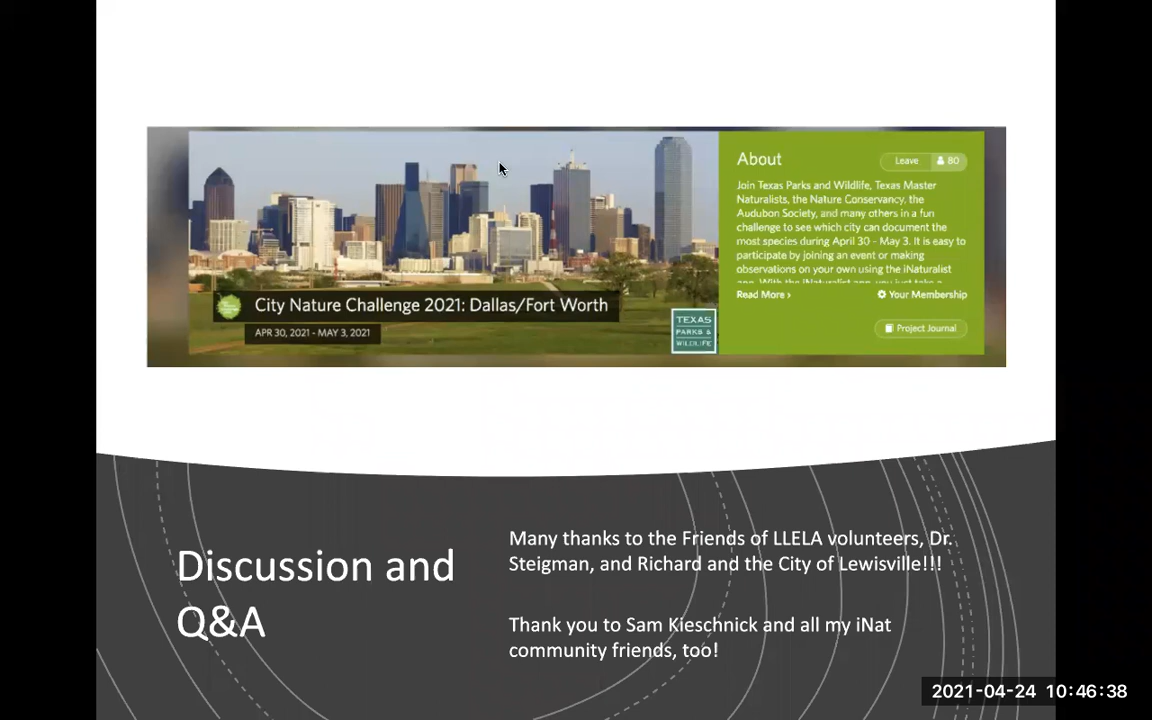 About
Leave 80
Join Texas Parks and Wildlife, Texas Master
Naturalists, the Nature Conservancy, the
Audubon Society, and many others in a fun
challenge to see which city can document the
most species during April 30 - May 3. It is easy to
participate by joining an event or making
observations on your own using the iNaturalist
Read More ›
Your Membership
Project Journal
City Nature Challenge 2021: Dallas/Fort Worth
APR 30, 2021 - MAY 3, 2021
TEXAS
PARKS &
WILDLIFE
Discussion and
Q&A
Many thanks to the Friends of LLELA volunteers, Dr.
Steigman, and Richard and the City of Lewisville!!!
Thank you to Sam Kieschnick and all my iNat
community friends, too!
2021-04-24 10:46:38